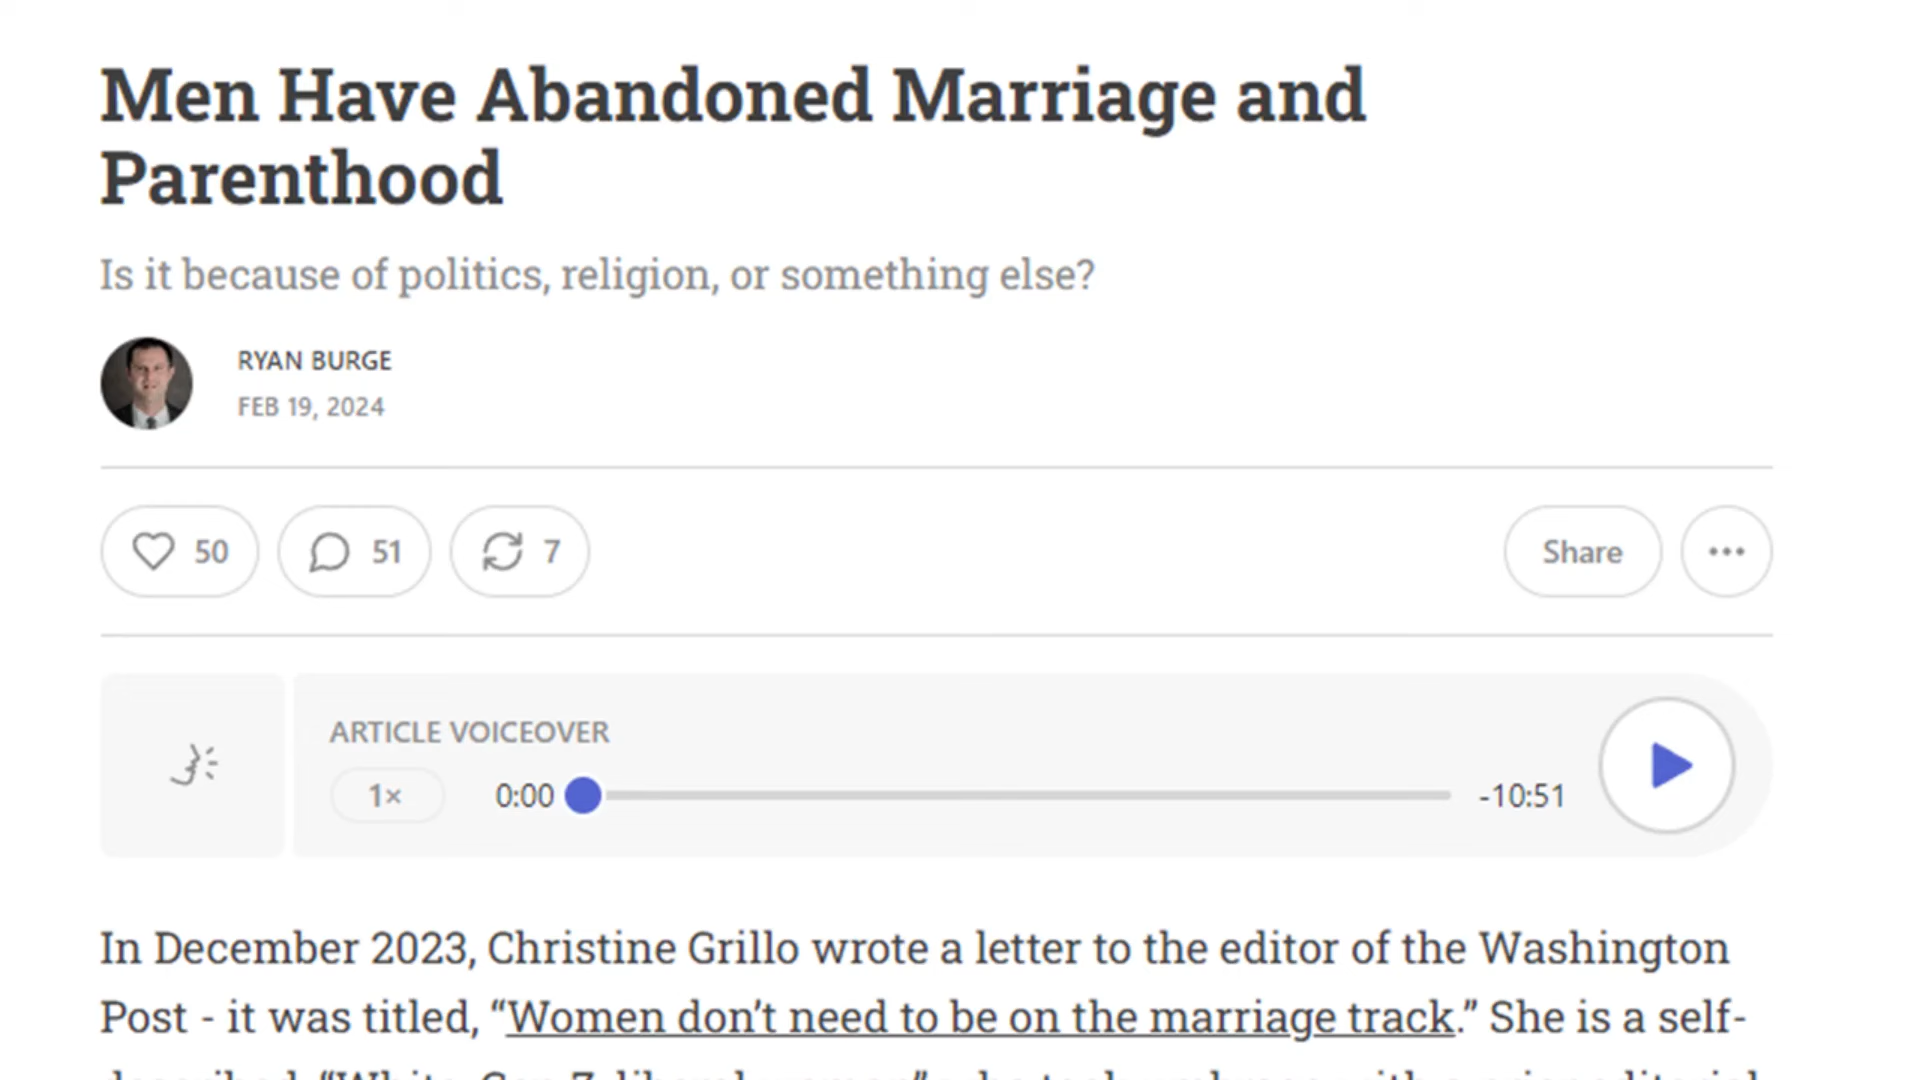 Men Have Abandoned Marriage and
Parenthood
Is it because of politics, religion, or something else?
RYAN BURGE
FEB 19, 2024
50 51 7 Share
ARTICLE VOICEOVER
1× 0:00 -10:51
In December 2023, Christine Grillo wrote a letter to the editor of the Washington
Post - it was titled, “Women don’t need to be on the marriage track.” She is a self-